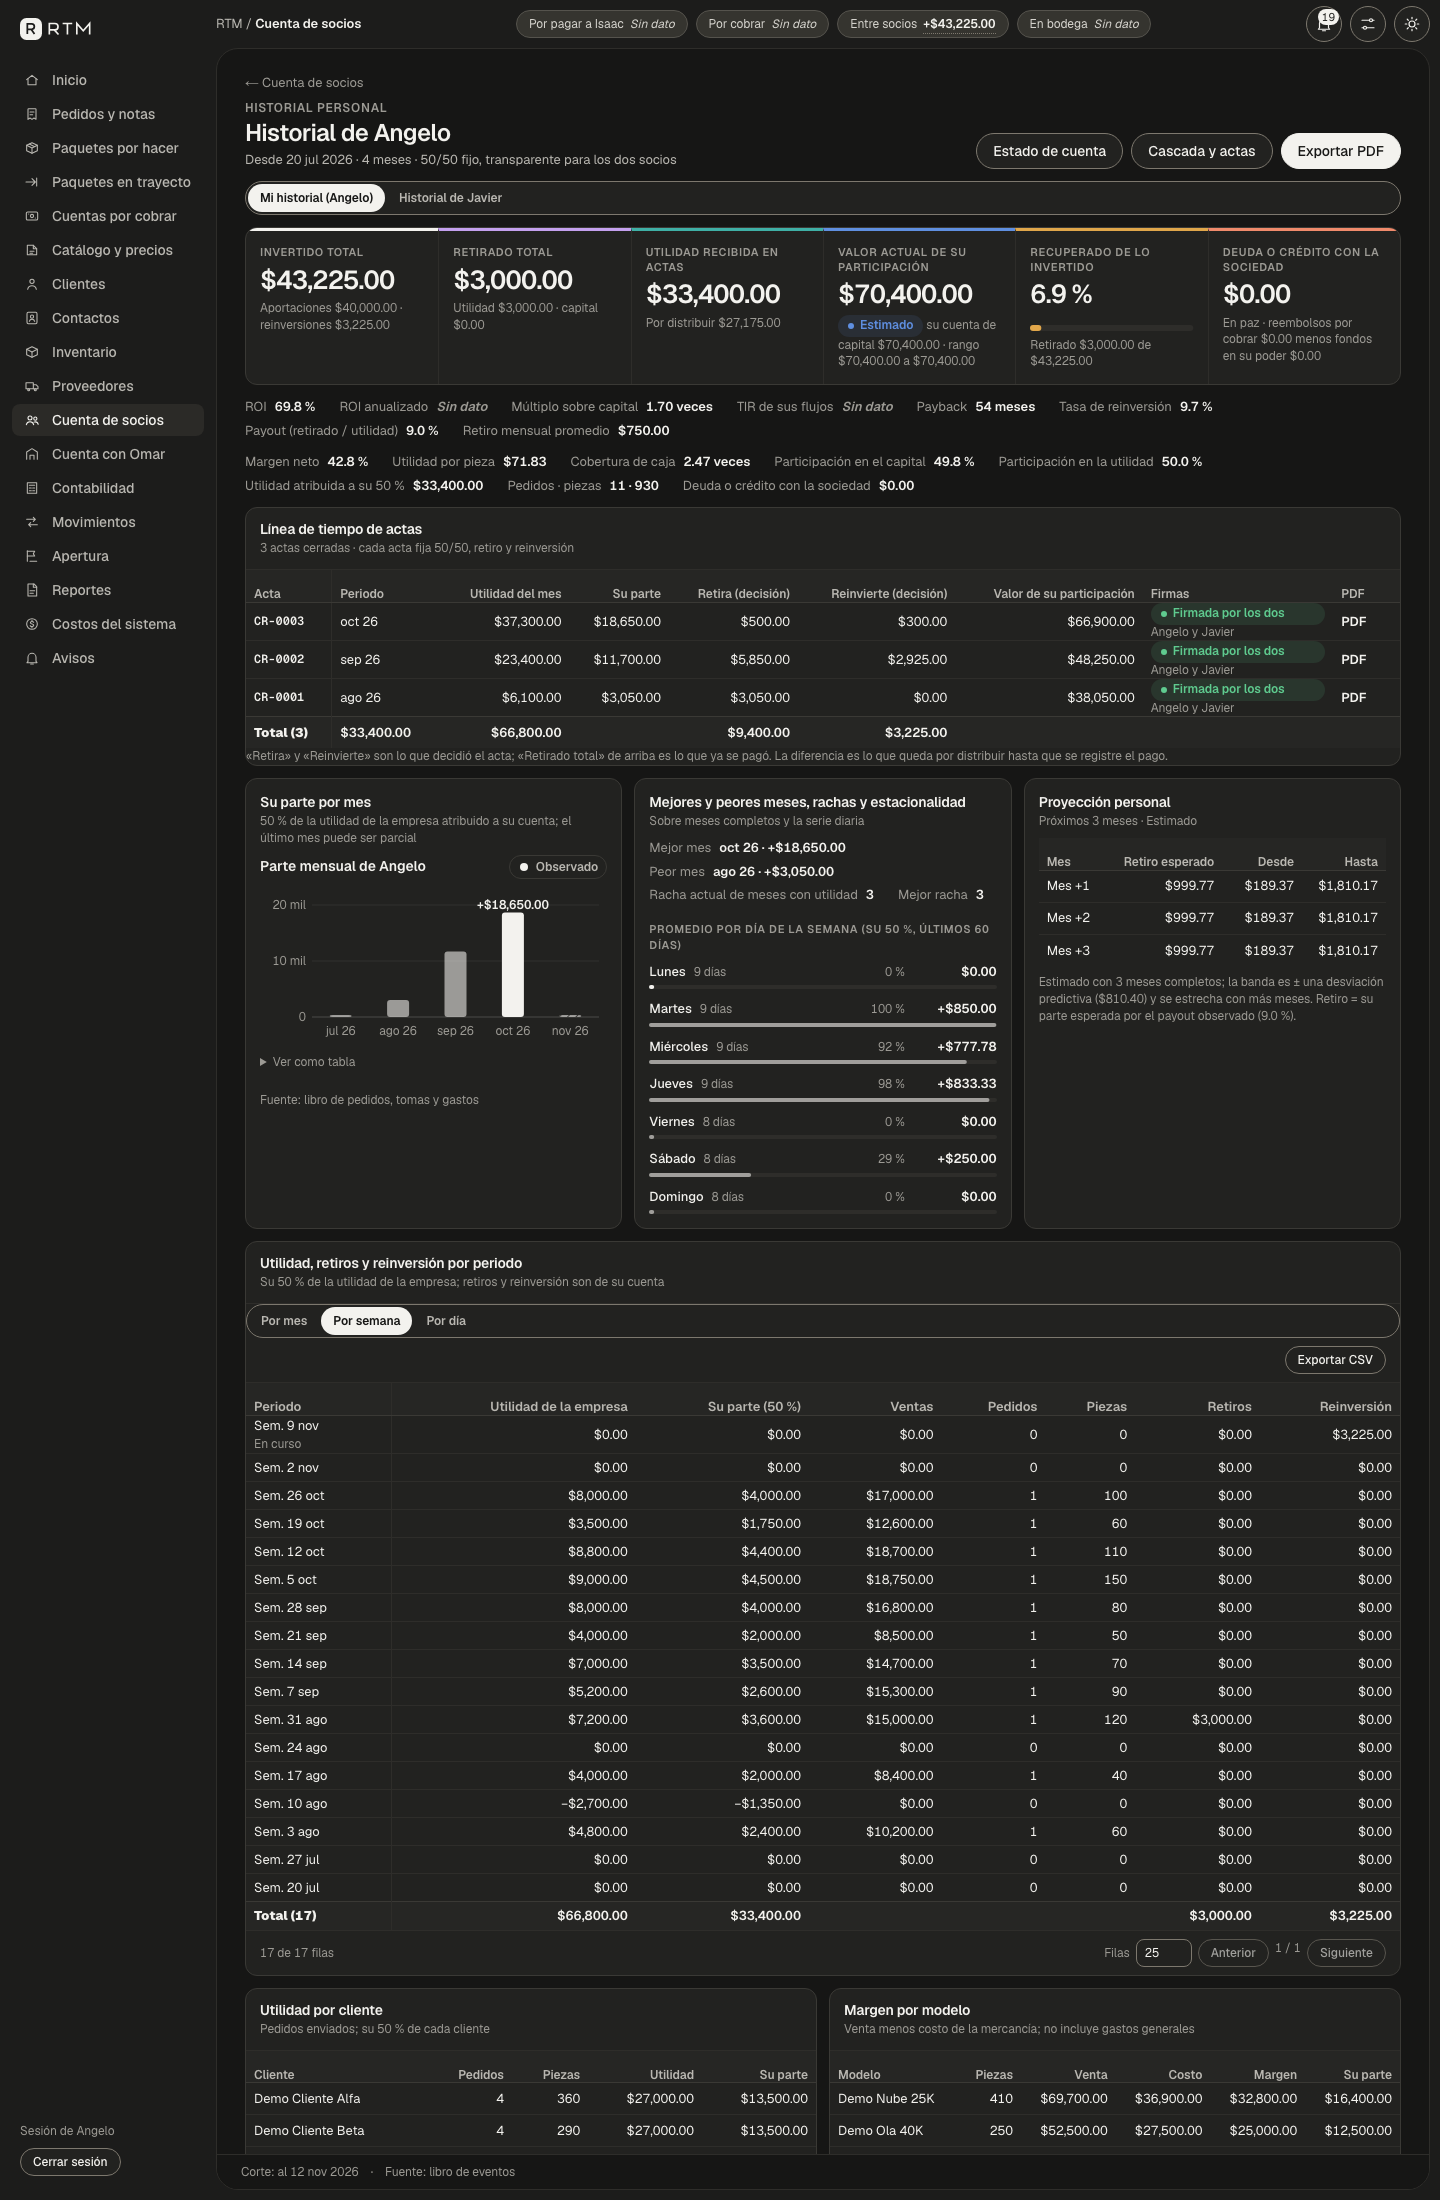 R RTM
RTM / Cuenta de socios
Por pagar a Isaac Sin dato
Por cobrar Sin dato
Entre socios +$43,225.00
En bodega Sin dato
19
Inicio
Pedidos y notas
Paquetes por hacer
Paquetes en trayecto
Cuentas por cobrar
Catálogo y precios
Clientes
Contactos
Inventario
Proveedores
Cuenta de socios
Cuenta con Omar
Contabilidad
Movimientos
Apertura
Reportes
Costos del sistema
Avisos
Sesión de Angelo
Cerrar sesión
← Cuenta de socios
HISTORIAL PERSONAL
Historial de Angelo
Desde 20 jul 2026 · 4 meses · 50/50 fijo, transparente para los dos socios
Estado de cuenta
Cascada y actas
Exportar PDF
Mi historial (Angelo) Historial de Javier
INVERTIDO TOTAL
$43,225.00
Aportaciones $40,000.00 ·
reinversiones $3,225.00
RETIRADO TOTAL
$3,000.00
Utilidad $3,000.00 · capital
$0.00
UTILIDAD RECIBIDA EN
ACTAS
$33,400.00
Por distribuir $27,175.00
VALOR ACTUAL DE SU
PARTICIPACIÓN
$70,400.00
Estimado su cuenta de
capital $70,400.00 · rango
$70,400.00 a $70,400.00
RECUPERADO DE LO
INVERTIDO
6.9 %
Retirado $3,000.00 de
$43,225.00
DEUDA O CRÉDITO CON LA
SOCIEDAD
$0.00
En paz · reembolsos por
cobrar $0.00 menos fondos
en su poder $0.00
ROI 69.8 % ROI anualizado Sin dato Múltiplo sobre capital 1.70 veces TIR de sus flujos Sin dato Payback 54 meses Tasa de reinversión 9.7 %
Payout (retirado / utilidad) 9.0 % Retiro mensual promedio $750.00
Margen neto 42.8 % Utilidad por pieza $71.83 Cobertura de caja 2.47 veces Participación en el capital 49.8 % Participación en la utilidad 50.0 %
Utilidad atribuida a su 50 % $33,400.00 Pedidos · piezas 11 · 930 Deuda o crédito con la sociedad $0.00
Línea de tiempo de actas
3 actas cerradas · cada acta fija 50/50, retiro y reinversión
Acta Periodo Utilidad del mes Su parte Retira (decisión) Reinvierte (decisión) Valor de su participación Firmas PDF
CR-0003 oct 26 $37,300.00 $18,650.00 $500.00 $300.00 $66,900.00 Firmada por los dos PDF
Angelo y Javier
CR-0002 sep 26 $23,400.00 $11,700.00 $5,850.00 $2,925.00 $48,250.00 Firmada por los dos PDF
Angelo y Javier
CR-0001 ago 26 $6,100.00 $3,050.00 $3,050.00 $0.00 $38,050.00 Firmada por los dos PDF
Angelo y Javier
Total (3) $33,400.00 $66,800.00 $9,400.00 $3,225.00
«Retira» y «Reinvierte» son lo que decidió el acta; «Retirado total» de arriba es lo que ya se pagó. La diferencia es lo que queda por distribuir hasta que se registre el pago.
Su parte por mes
50 % de la utilidad de la empresa atribuido a su cuenta; el
último mes puede ser parcial
Parte mensual de Angelo Observado
20 mil
+$18,650.00
10 mil
0
jul 26 ago 26 sep 26 oct 26 nov 26
▶ Ver como tabla
Fuente: libro de pedidos, tomas y gastos
Mejores y peores meses, rachas y estacionalidad
Sobre meses completos y la serie diaria
Mejor mes oct 26 · +$18,650.00
Peor mes ago 26 · +$3,050.00
Racha actual de meses con utilidad 3 Mejor racha 3
PROMEDIO POR DÍA DE LA SEMANA (SU 50 %, ÚLTIMOS 60
DÍAS)
Lunes 9 días 0 % $0.00
Martes 9 días 100 % +$850.00
Miércoles 9 días 92 % +$777.78
Jueves 9 días 98 % +$833.33
Viernes 8 días 0 % $0.00
Sábado 8 días 29 % +$250.00
Domingo 8 días 0 % $0.00
Proyección personal
Próximos 3 meses · Estimado
Mes Retiro esperado Desde Hasta
Mes +1 $999.77 $189.37 $1,810.17
Mes +2 $999.77 $189.37 $1,810.17
Mes +3 $999.77 $189.37 $1,810.17
Estimado con 3 meses completos; la banda es ± una desviación
predictiva ($810.40) y se estrecha con más meses. Retiro = su
parte esperada por el payout observado (9.0 %).
Utilidad, retiros y reinversión por periodo
Su 50 % de la utilidad de la empresa; retiros y reinversión son de su cuenta
Por mes Por semana Por día
Exportar CSV
Periodo Utilidad de la empresa Su parte (50 %) Ventas Pedidos Piezas Retiros Reinversión
Sem. 9 nov $0.00 $0.00 $0.00 0 0 $0.00 $3,225.00
En curso
Sem. 2 nov $0.00 $0.00 $0.00 0 0 $0.00 $0.00
Sem. 26 oct $8,000.00 $4,000.00 $17,000.00 1 100 $0.00 $0.00
Sem. 19 oct $3,500.00 $1,750.00 $12,600.00 1 60 $0.00 $0.00
Sem. 12 oct $8,800.00 $4,400.00 $18,700.00 1 110 $0.00 $0.00
Sem. 5 oct $9,000.00 $4,500.00 $18,750.00 1 150 $0.00 $0.00
Sem. 28 sep $8,000.00 $4,000.00 $16,800.00 1 80 $0.00 $0.00
Sem. 21 sep $4,000.00 $2,000.00 $8,500.00 1 50 $0.00 $0.00
Sem. 14 sep $7,000.00 $3,500.00 $14,700.00 1 70 $0.00 $0.00
Sem. 7 sep $5,200.00 $2,600.00 $15,300.00 1 90 $0.00 $0.00
Sem. 31 ago $7,200.00 $3,600.00 $15,000.00 1 120 $3,000.00 $0.00
Sem. 24 ago $0.00 $0.00 $0.00 0 0 $0.00 $0.00
Sem. 17 ago $4,000.00 $2,000.00 $8,400.00 1 40 $0.00 $0.00
Sem. 10 ago −$2,700.00 −$1,350.00 $0.00 0 0 $0.00 $0.00
Sem. 3 ago $4,800.00 $2,400.00 $10,200.00 1 60 $0.00 $0.00
Sem. 27 jul $0.00 $0.00 $0.00 0 0 $0.00 $0.00
Sem. 20 jul $0.00 $0.00 $0.00 0 0 $0.00 $0.00
Total (17) $66,800.00 $33,400.00 $3,000.00 $3,225.00
17 de 17 filas Filas 25 Anterior 1 / 1 Siguiente
Utilidad por cliente
Pedidos enviados; su 50 % de cada cliente
Cliente Pedidos Piezas Utilidad Su parte
Demo Cliente Alfa 4 360 $27,000.00 $13,500.00
Demo Cliente Beta 4 290 $27,000.00 $13,500.00
Margen por modelo
Venta menos costo de la mercancía; no incluye gastos generales
Modelo Piezas Venta Costo Margen Su parte
Demo Nube 25K 410 $69,700.00 $36,900.00 $32,800.00 $16,400.00
Demo Ola 40K 250 $52,500.00 $27,500.00 $25,000.00 $12,500.00
Corte: al 12 nov 2026 · Fuente: libro de eventos